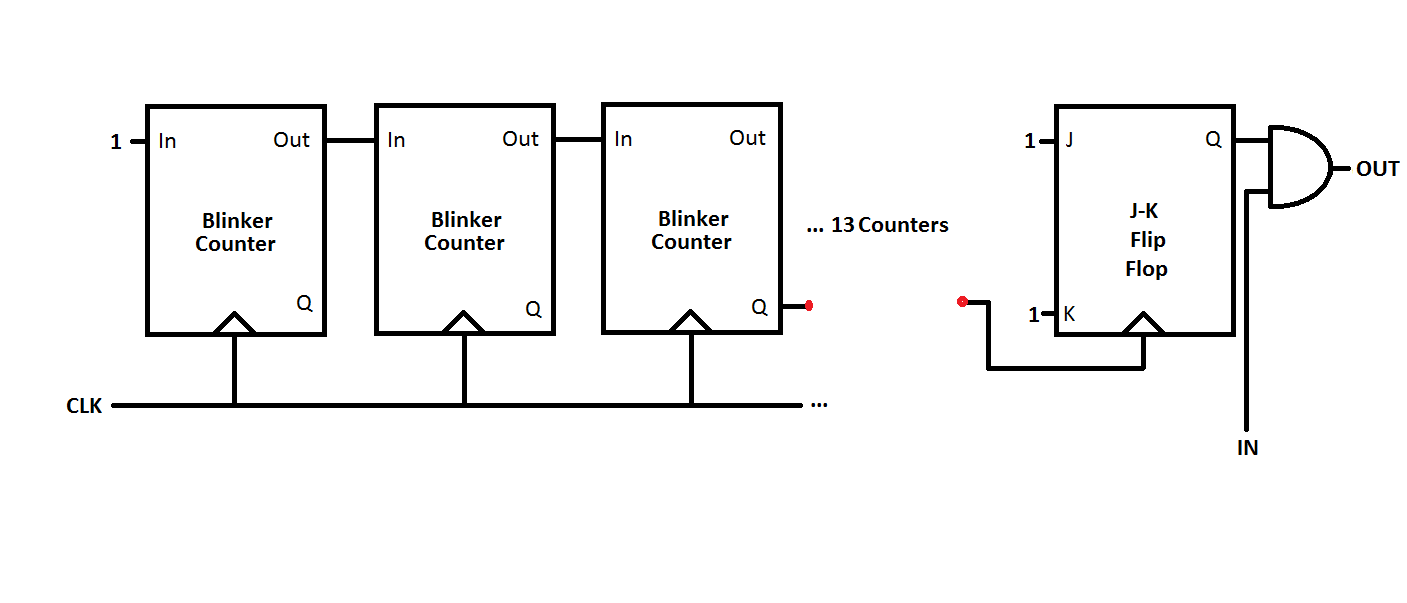 1 In Out
Blinker
Counter
Q
In Out
Blinker
Counter
Q
In Out
Blinker
Counter
Q
... 13 Counters
CLK
...
1 J Q
J-K
Flip
Flop
1 K
OUT
IN